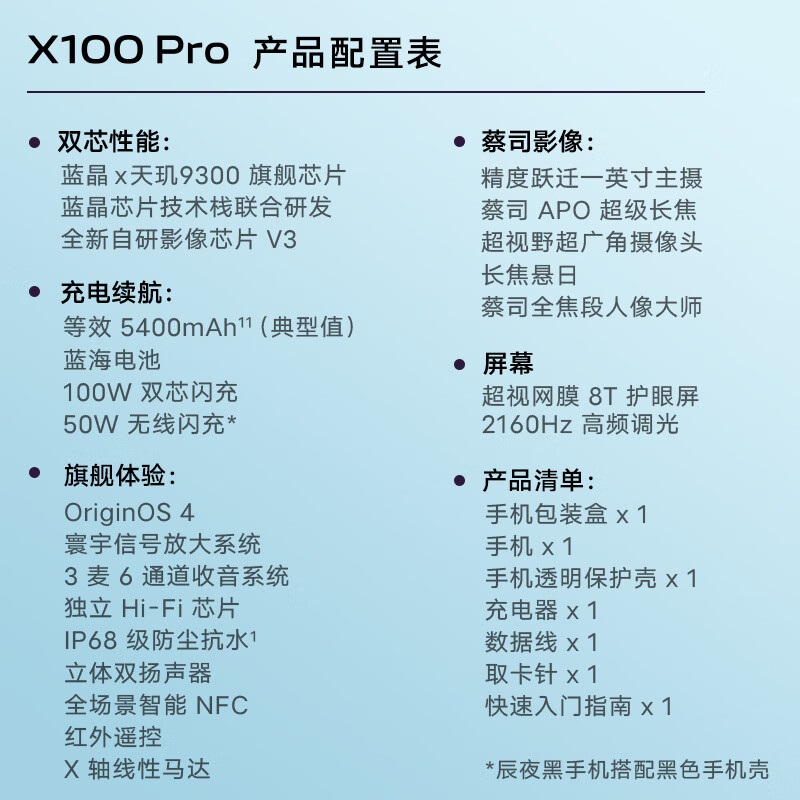 X100 Pro 产品配置表
双芯性能：
蓝晶x天玑9300 旗舰芯片
蓝晶芯片技术栈联合研发
全新自研影像芯片 V3
充电续航：
等效 5400mAh¹¹（典型值）
蓝海电池
100W 双芯闪充
50W 无线闪充*
旗舰体验：
OriginOS 4
寰宇信号放大系统
3 麦 6 通道收音系统
独立 Hi-Fi 芯片
IP68 级防尘抗水¹
立体双扬声器
全场景智能 NFC
红外遥控
X 轴线性马达
蔡司影像：
精度跃迁一英寸主摄
蔡司 APO 超级长焦
超视野超广角摄像头
长焦悬日
蔡司全焦段人像大师
屏幕
超视网膜 8T 护眼屏
2160Hz 高频调光
产品清单：
手机包装盒 x 1
手机 x 1
手机透明保护壳 x 1
充电器 x 1
数据线 x 1
取卡针 x 1
快速入门指南 x 1
*辰夜黑手机搭配黑色手机壳